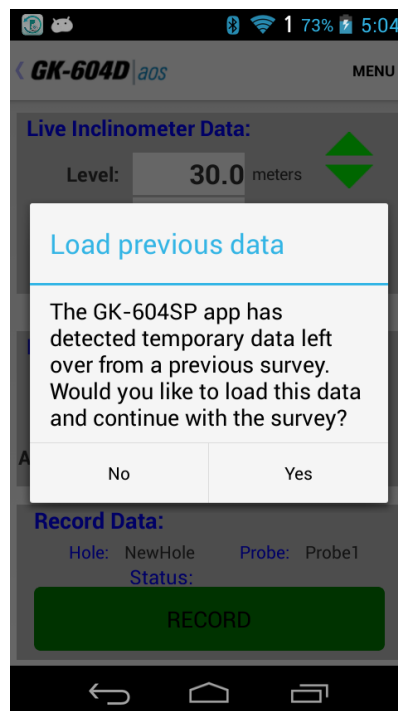 1 73% 5:04
GK-604D aos MENU
Live Inclinometer Data:
Level: 30.0 meters
Load previous data
The GK-604SP app has
detected temporary data left
over from a previous survey.
Would you like to load this data
and continue with the survey?
A
No Yes
Record Data:
Hole: NewHole Probe: Probe1
Status:
RECORD